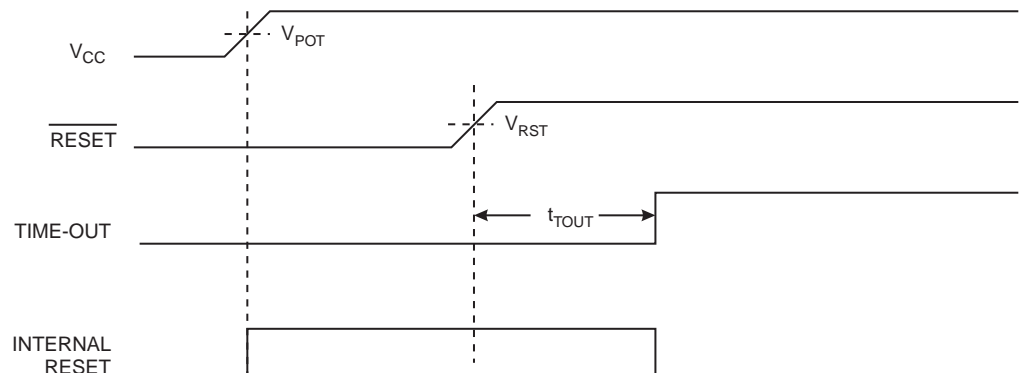 V_CC
V_POT
RESET
V_RST
TIME-OUT
t_TOUT
INTERNAL
RESET